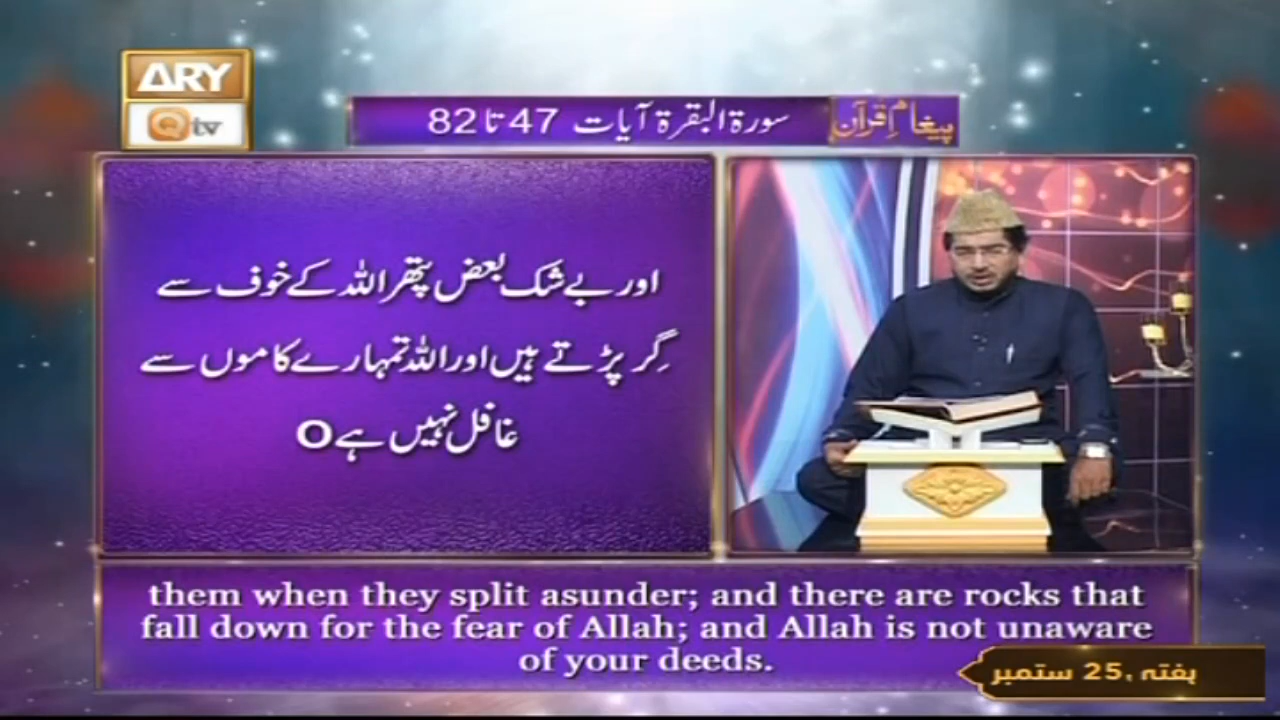 ARY
Qtv
پیغامِ قرآن
سورۃ البقرۃ آیات 47 تا 82
اور بے شک بعض پتھر اللہ کے خوف سے
گِر پڑتے ہیں اور اللہ تمہارے کاموں سے
غافل نہیں ہے O
them when they split asunder; and there are rocks that
fall down for the fear of Allah; and Allah is not unaware
of your deeds.
ہفتہ ,25 ستمبر